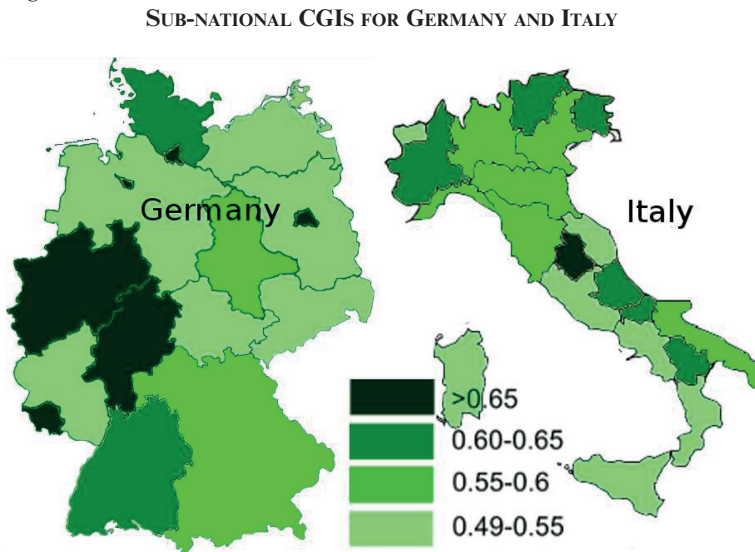 SUB-NATIONAL CGIS FOR GERMANY AND ITALY
Germany
Italy
>0.65
0.60-0.65
0.55-0.6
0.49-0.55